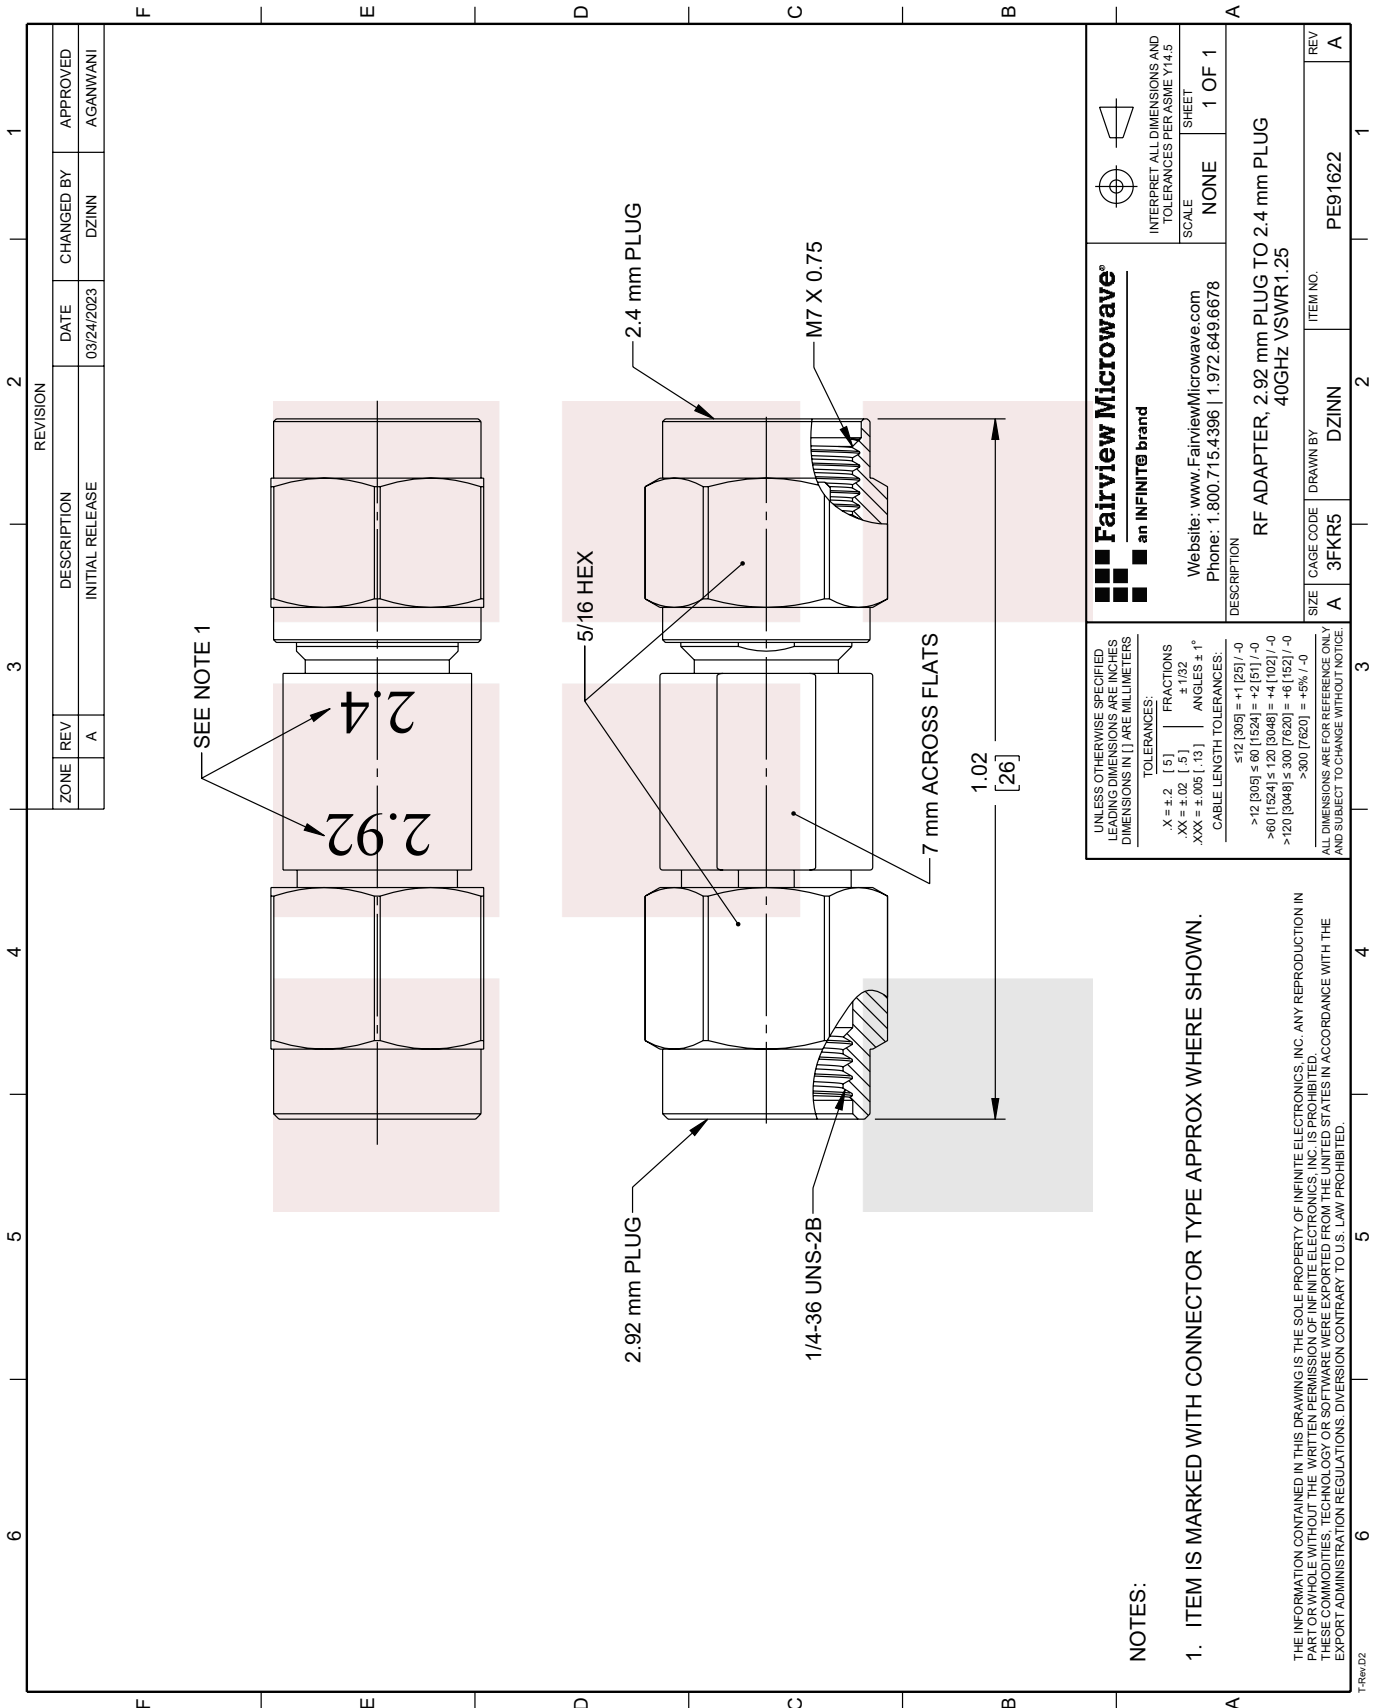 6
5
4
3
2
1
F
E
D
C
B
A
REVISION
ZONE REV DESCRIPTION DATE CHANGED BY APPROVED
A INITIAL RELEASE 03/24/2023 DZINN AGANWANI
SEE NOTE 1
2.92
2.4
2.92 mm PLUG
5/16 HEX
2.4 mm PLUG
1/4-36 UNS-2B
7 mm ACROSS FLATS
M7 X 0.75
1.02
[26]
NOTES:
1. ITEM IS MARKED WITH CONNECTOR TYPE APPROX WHERE SHOWN.
THE INFORMATION CONTAINED IN THIS DRAWING IS THE SOLE PROPERTY OF INFINITE ELECTRONICS, INC. ANY REPRODUCTION IN
PART OR WHOLE WITHOUT THE WRITTEN PERMISSION OF INFINITE ELECTRONICS, INC. IS PROHIBITED.
THESE COMMODITIES, TECHNOLOGY OR SOFTWARE WERE EXPORTED FROM THE UNITED STATES IN ACCORDANCE WITH THE
EXPORT ADMINISTRATION REGULATIONS. DIVERSION CONTRARY TO U.S. LAW PROHIBITED.
UNLESS OTHERWISE SPECIFIED
LEADING DIMENSIONS ARE INCHES
DIMENSIONS IN [ ] ARE MILLIMETERS
TOLERANCES:
.X = ±.2 [.5] FRACTIONS
.XX = ±.02 [.5] ± 1/32
.XXX = ±.005 [.13] ANGLES ± 1°
CABLE LENGTH TOLERANCES:
≤12 [305] = +1 [25] / -0
>12 [305] ≤ 60 [1524] = +2 [51] / -0
>60 [1524] ≤ 120 [3048] = +4 [102] / -0
>120 [3048] ≤ 300 [7620] = +6 [152] / -0
>300 [7620] = +5% / -0
ALL DIMENSIONS ARE FOR REFERENCE ONLY
AND SUBJECT TO CHANGE WITHOUT NOTICE.
Fairview Microwave®
an INFINITE brand
Website: www.FairviewMicrowave.com
Phone: 1.800.715.4396 | 1.972.649.6678
INTERPRET ALL DIMENSIONS AND
TOLERANCES PER ASME Y14.5
SCALE
NONE
SHEET
1 OF 1
DESCRIPTION
RF ADAPTER, 2.92 mm PLUG TO 2.4 mm PLUG
40GHz VSWR1.25
SIZE
A
CAGE CODE
3FKR5
DRAWN BY
DZINN
ITEM NO.
PE91622
REV
A
F
E
D
C
B
A
6
5
4
3
2
1
T-Rev.D2